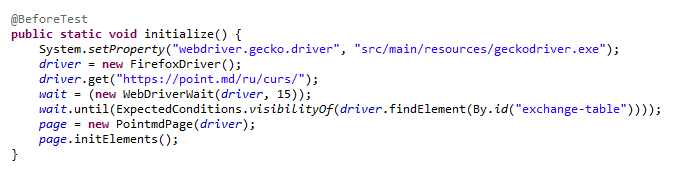 @BeforeTest
public static void initialize() {
    System.setProperty("webdriver.gecko.driver", "src/main/resources/geckodriver.exe");
    driver = new FirefoxDriver();
    driver.get("https://point.md/ru/curs/");
    wait = (new WebDriverWait(driver, 15));
    wait.until(ExpectedConditions.visibilityOf(driver.findElement(By.id("exchange-table"))));
    page = new PointmdPage(driver);
    page.initElements();
}